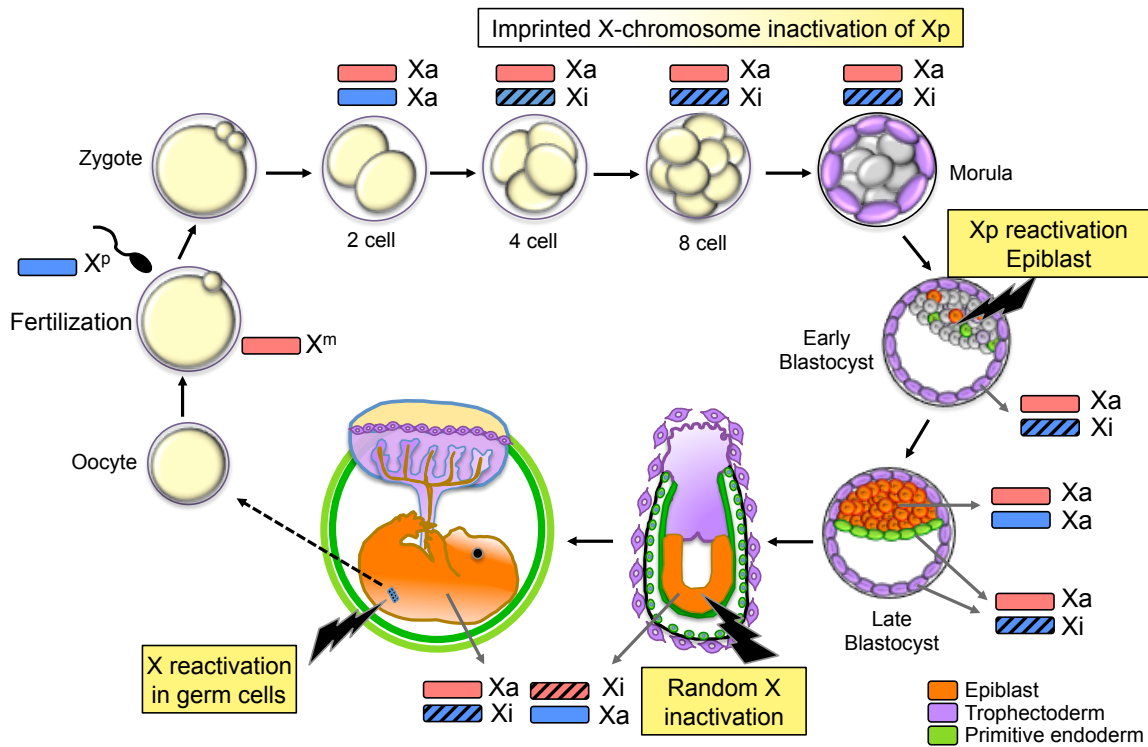 Imprinted X-chromosome inactivation of Xp
Xa
Xa
Xa
Xi
Xa
Xi
Xa
Xi
Zygote
2 cell
4 cell
8 cell
Morula
Xp reactivation
Epiblast
Xᵖ
Fertilization
Xᵐ
Early
Blastocyst
Xa
Xi
Oocyte
Xa
Xa
Late
Blastocyst
Xa
Xi
X reactivation
in germ cells
Xa
Xi
Xi
Xa
Random X
inactivation
Epiblast
Trophectoderm
Primitive endoderm